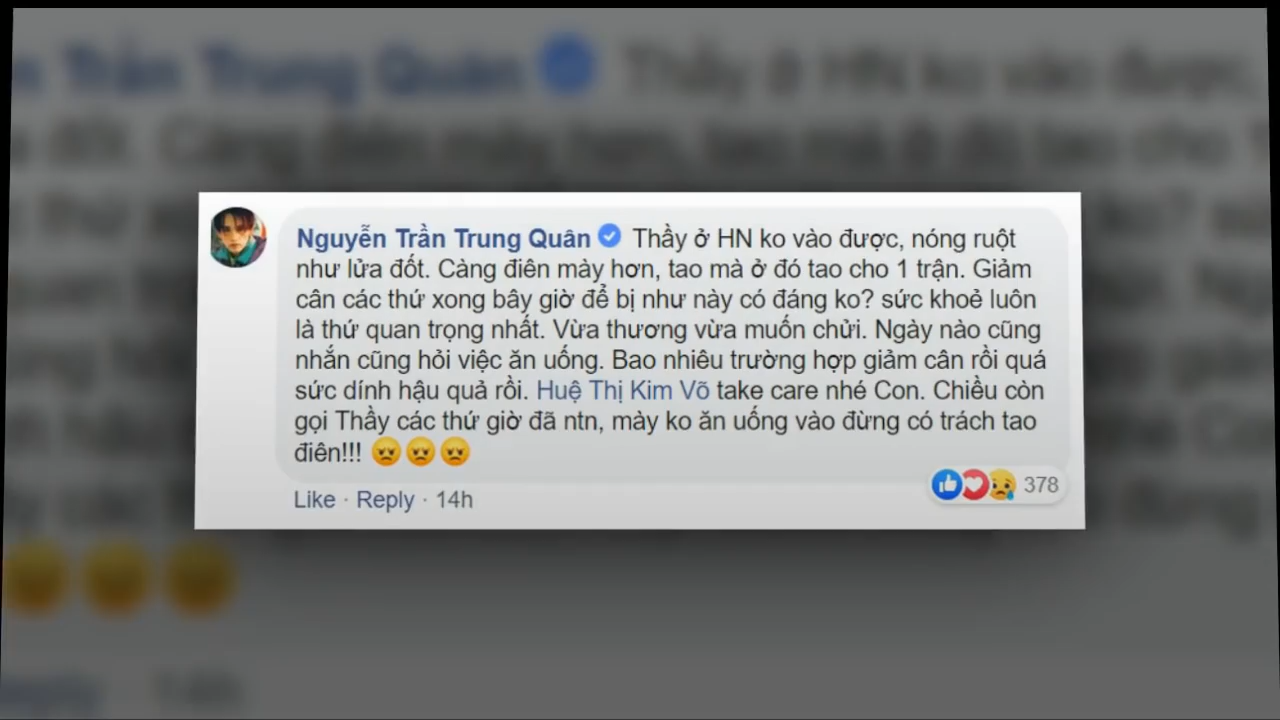 Nguyễn Trần Trung Quân Thầy ở HN ko vào được, nóng ruột
như lửa đốt. Càng điên mày hơn, tao mà ở đó tao cho 1 trận. Giảm
cân các thứ xong bây giờ để bị như này có đáng ko? sức khoẻ luôn
là thứ quan trọng nhất. Vừa thương vừa muốn chửi. Ngày nào cũng
nhắn cũng hỏi việc ăn uống. Bao nhiêu trường hợp giảm cân rồi quá
sức dính hậu quả rồi. Huệ Thị Kim Võ take care nhé Con. Chiều còn
gọi Thầy các thứ giờ đã ntn, mày ko ăn uống vào đừng có trách tao
điên!!! 😡😡😡
Like · Reply · 14h
378